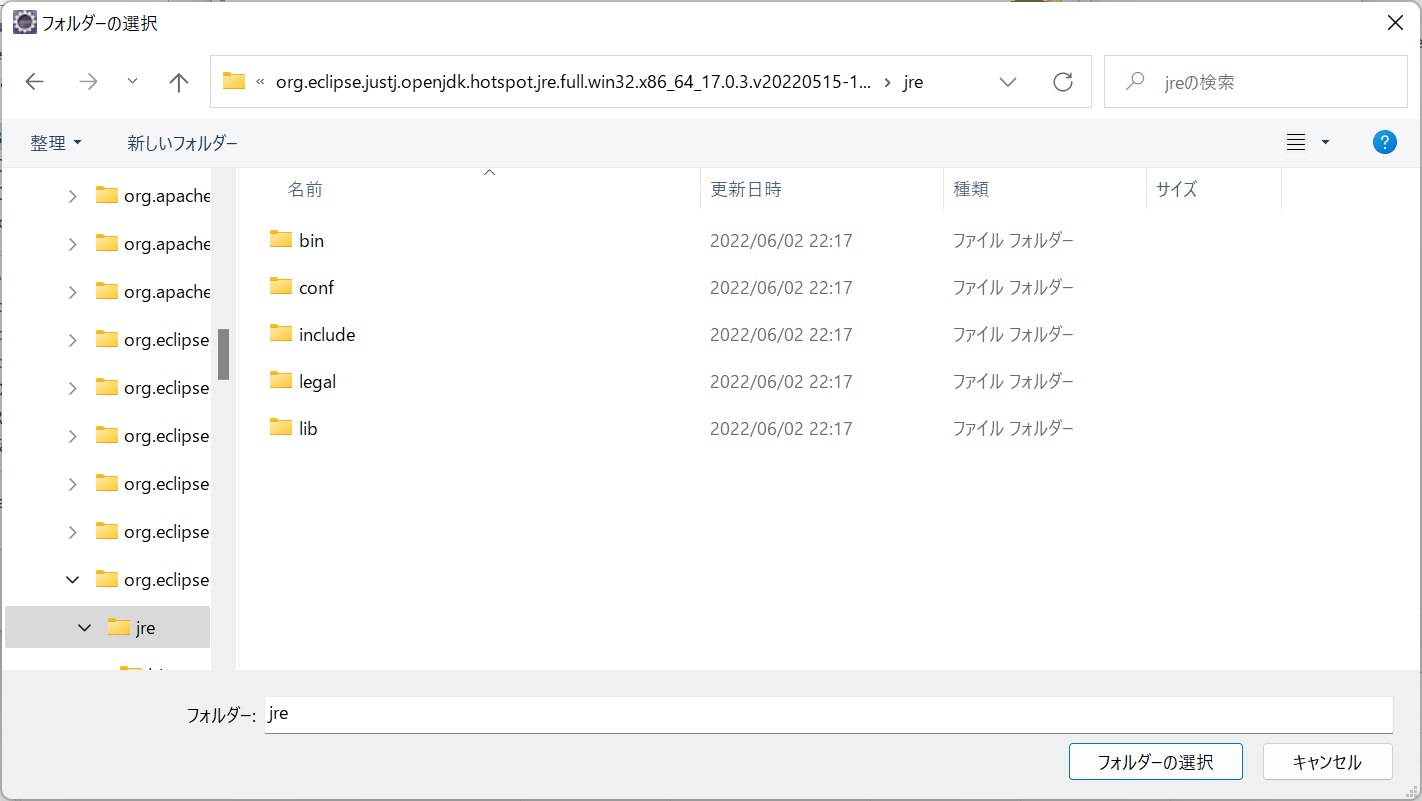 フォルダーの選択
« org.eclipse.justj.openjdk.hotspot.jre.full.win32.x86_64_17.0.3.v20220515-1... › jre
jreの検索
整理
新しいフォルダー
?
org.apache
org.apache
org.apache
org.eclipse
org.eclipse
org.eclipse
org.eclipse
org.eclipse
org.eclipse
jre
名前 更新日時 種類 サイズ
bin 2022/06/02 22:17 ファイル フォルダー
conf 2022/06/02 22:17 ファイル フォルダー
include 2022/06/02 22:17 ファイル フォルダー
legal 2022/06/02 22:17 ファイル フォルダー
lib 2022/06/02 22:17 ファイル フォルダー
フォルダー: jre
フォルダーの選択
キャンセル